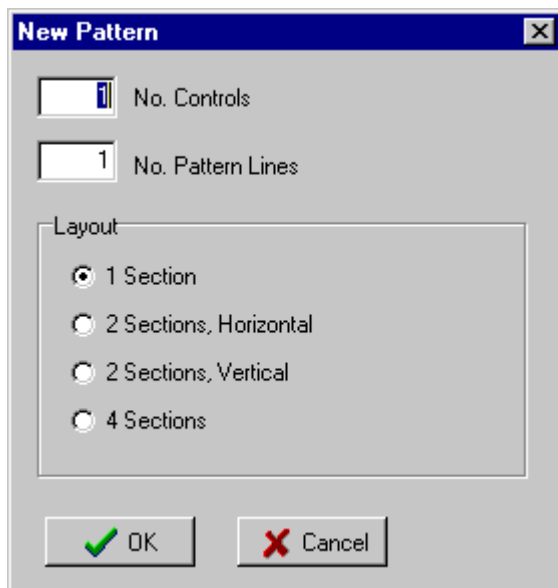 New Pattern
1 No. Controls
1 No. Pattern Lines
Layout
1 Section
2 Sections, Horizontal
2 Sections, Vertical
4 Sections
OK Cancel